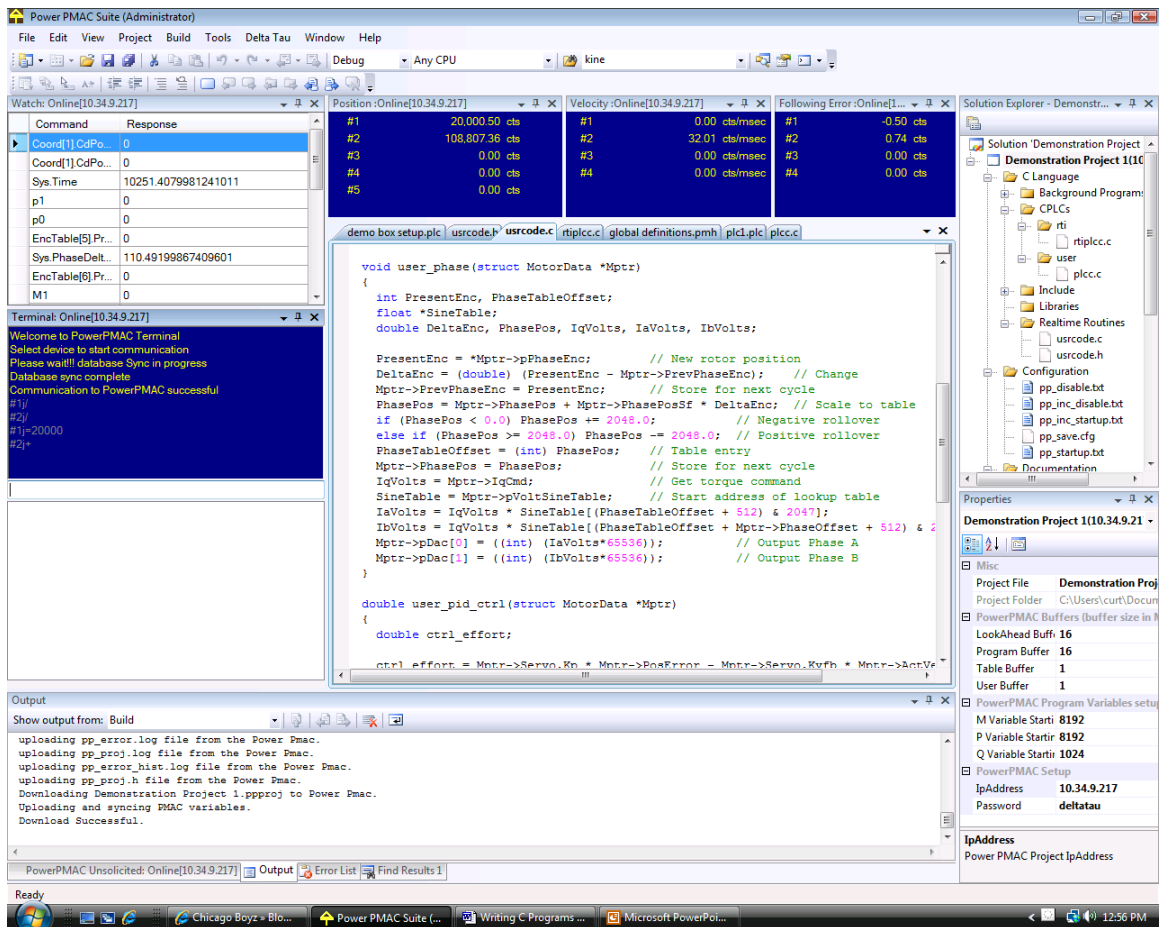 Power PMAC Suite (Administrator)
File Edit View Project Build Tools Delta Tau Window Help
Debug Any CPU kine
Watch: Online[10.34.9.217]
Command Response
Coord[1].CdPo... 0
Coord[1].CdPo... 0
Sys.Time 10251.4079981241011
p1 0
p0 0
EncTable[5].Pr... 0
Sys.PhaseDelt... 110.49199867409601
EncTable[6].Pr... 0
M1 0
Terminal: Online[10.34.9.217]
Welcome to PowerPMAC Terminal
Select device to start communication
Please wait!!! database Sync in progress
Database sync complete
Communication to PowerPMAC successful
#1j/
#2j/
#1j=20000
#2j+
Position :Online[10.34.9.217]
#1 20,000.50 cts
#2 108,807.36 cts
#3 0.00 cts
#4 0.00 cts
#5 0.00 cts
Velocity :Online[10.34.9.217]
#1 0.00 cts/msec
#2 32.01 cts/msec
#3 0.00 cts/msec
#4 0.00 cts/msec
Following Error :Online[1...
#1 -0.50 cts
#2 0.74 cts
#3 0.00 cts
#4 0.00 cts
demo box setup.plc usrcode.h usrcode.c rtiplcc.c global definitions.pmh plc1.plc plcc.c
void user_phase(struct MotorData *Mptr)
{
int PresentEnc, PhaseTableOffset;
float *SineTable;
double DeltaEnc, PhasePos, IqVolts, IaVolts, IbVolts;
PresentEnc = *Mptr->pPhaseEnc; // New rotor position
DeltaEnc = (double) (PresentEnc - Mptr->PrevPhaseEnc); // Change
Mptr->PrevPhaseEnc = PresentEnc; // Store for next cycle
PhasePos = Mptr->PhasePos + Mptr->PhasePosSf * DeltaEnc; // Scale to table
if (PhasePos < 0.0) PhasePos += 2048.0; // Negative rollover
else if (PhasePos >= 2048.0) PhasePos -= 2048.0; // Positive rollover
PhaseTableOffset = (int) PhasePos; // Table entry
Mptr->PhasePos = PhasePos; // Store for next cycle
IqVolts = Mptr->IqCmd; // Get torque command
SineTable = Mptr->pVoltSineTable; // Start address of lookup table
IaVolts = IqVolts * SineTable[(PhaseTableOffset + 512) & 2047];
IbVolts = IqVolts * SineTable[(PhaseTableOffset + Mptr->PhaseOffset + 512) & 2
Mptr->pDac[0] = ((int) (IaVolts*65536)); // Output Phase A
Mptr->pDac[1] = ((int) (IbVolts*65536)); // Output Phase B
}
double user_pid_ctrl(struct MotorData *Mptr)
{
double ctrl_effort;
ctrl_effort = Mptr->Servo.Kp * Mptr->PosError - Mptr->Servo.Kvfb * Mptr->ActVe
Solution Explorer - Demonstr...
Solution 'Demonstration Project
Demonstration Project 1(10
C Language
Background Programs
CPLCs
rti
rtiplcc.c
user
plcc.c
Include
Libraries
Realtime Routines
usrcode.c
usrcode.h
Configuration
pp_disable.txt
pp_inc_disable.txt
pp_inc_startup.txt
pp_save.cfg
pp_startup.txt
Documentation
Properties
Demonstration Project 1(10.34.9.21
Misc
Project File Demonstration Proj
Project Folder C:\Users\curt\Docum
PowerPMAC Buffers (buffer size in M
LookAhead Buff 16
Program Buffer 16
Table Buffer 1
User Buffer 1
PowerPMAC Program Variables setu
M Variable Starti 8192
P Variable Startir 8192
Q Variable Startir 1024
PowerPMAC Setup
IpAddress 10.34.9.217
Password deltatau
IpAddress
Power PMAC Project IpAddress
Output
Show output from: Build
uploading pp_error.log file from the Power Pmac.
uploading pp_proj.log file from the Power Pmac.
uploading pp_error_hist.log file from the Power Pmac.
uploading pp_proj.h file from the Power Pmac.
Downloading Demonstration Project 1.ppproj to Power Pmac.
Uploading and syncing PMAC variables.
Download Successful.
PowerPMAC Unsolicited: Online[10.34.9.217] Output Error List Find Results 1
Ready
Chicago Boyz » Blo... Power PMAC Suite (... Writing C Programs ... Microsoft PowerPoi... 12:56 PM